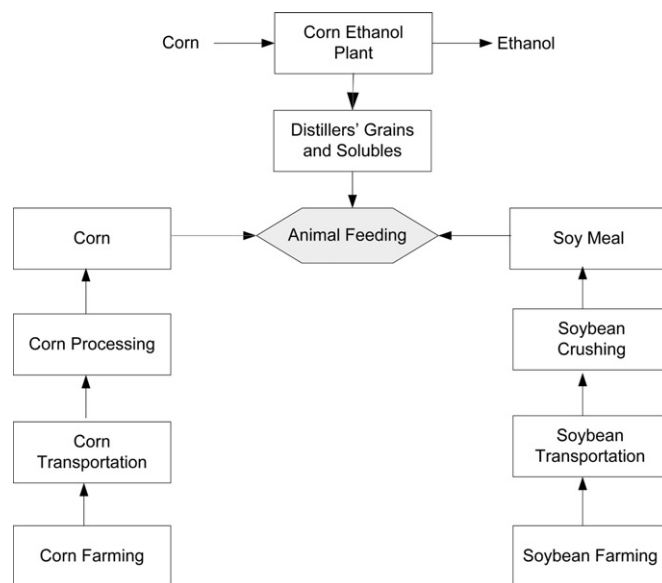 Corn
Corn Ethanol
Plant
Ethanol
Distillers' Grains
and Solubles
Corn
Animal Feeding
Soy Meal
Corn Processing
Soybean
Crushing
Corn
Transportation
Soybean
Transportation
Corn Farming
Soybean Farming